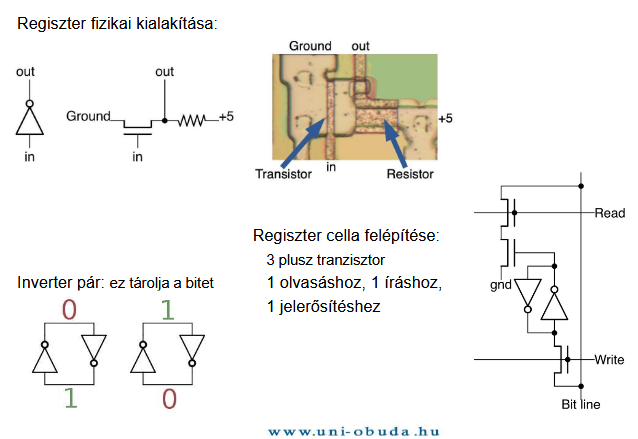 Regiszter fizikai kialakítása:
out
in
out
Ground
+5
in
Ground
out
+5
Transistor
in
Resistor
Regiszter cella felépítése:
3 plusz tranzisztor
1 olvasáshoz, 1 íráshoz,
1 jelerősítéshez
Read
gnd
Write
Bit line
Inverter pár: ez tárolja a bitet
0
1
1
0
www.uni-obuda.hu